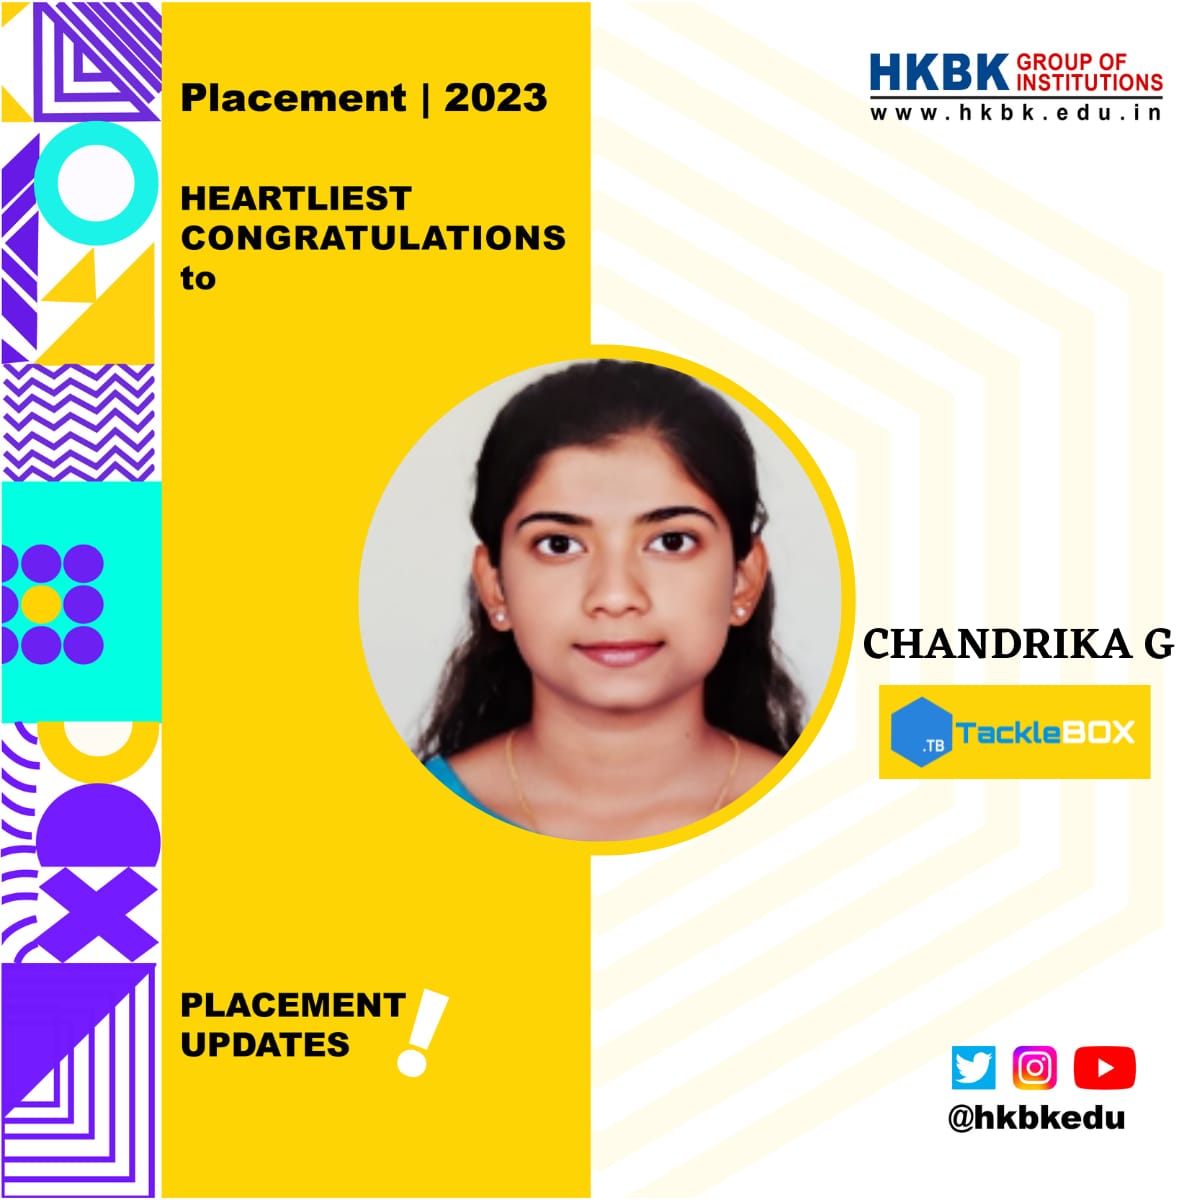 Placement | 2023
HKBK GROUP OF INSTITUTIONS
www.hkbk.edu.in
HEARTLIEST
CONGRATULATIONS
to
CHANDRIKA G
.TB TackleBOX
PLACEMENT
UPDATES !
@hkbkedu